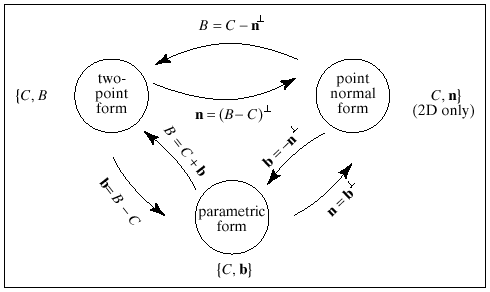 B = C – n⊥
two-
point
form
point
normal
form
{C, B
C, n}
(2D only)
n = (B – C)⊥
B = C + b
b = –n⊥
b= B – C
n = b⊥
parametric
form
{C, b}